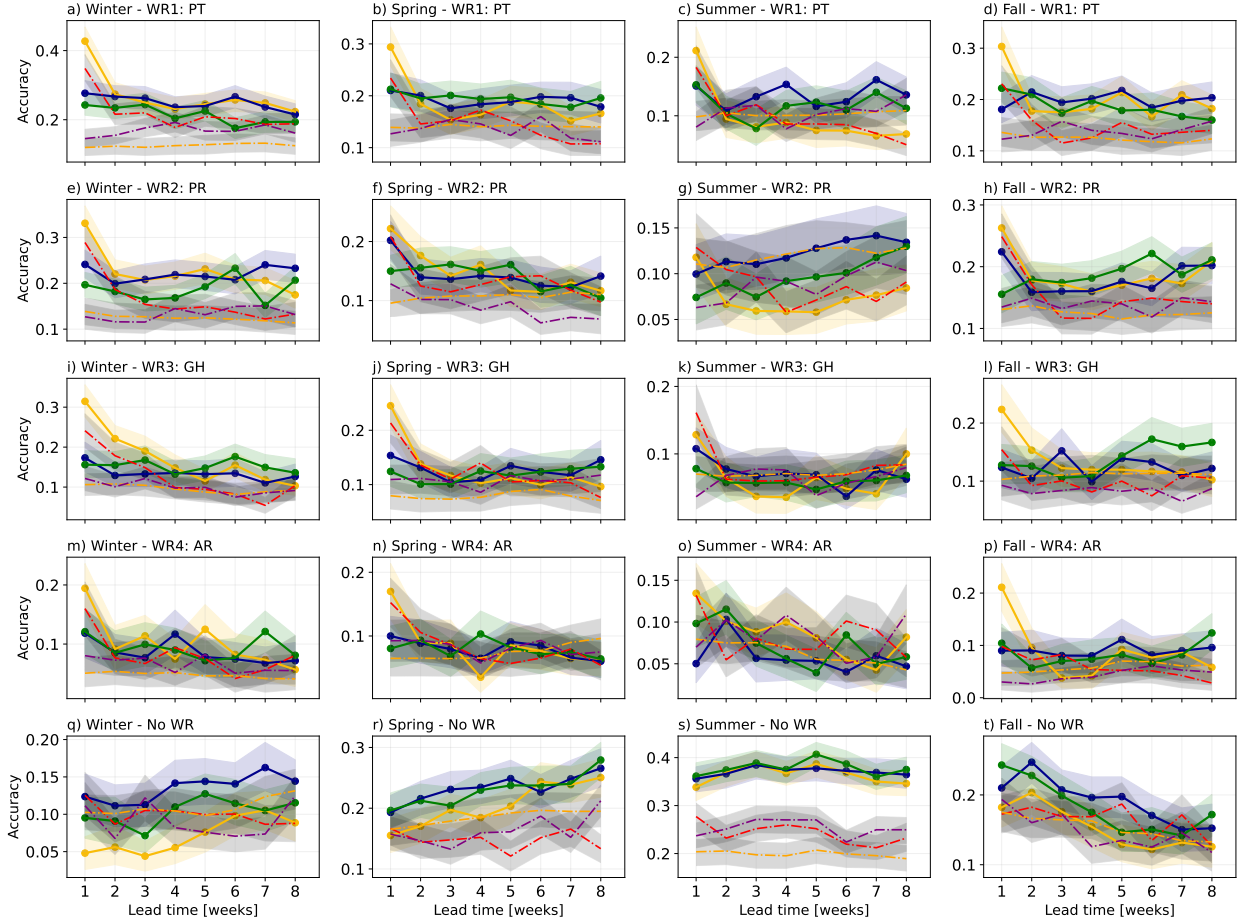 a) Winter - WR1: PT
b) Spring - WR1: PT
c) Summer - WR1: PT
d) Fall - WR1: PT
Accuracy
0.4
0.2
0.3
0.2
0.1
0.2
0.1
0.3
0.2
0.1
e) Winter - WR2: PR
f) Spring - WR2: PR
g) Summer - WR2: PR
h) Fall - WR2: PR
Accuracy
0.3
0.2
0.1
0.2
0.1
0.15
0.10
0.05
0.3
0.2
0.1
i) Winter - WR3: GH
j) Spring - WR3: GH
k) Summer - WR3: GH
l) Fall - WR3: GH
Accuracy
0.3
0.2
0.1
0.2
0.1
0.2
0.1
0.2
0.1
m) Winter - WR4: AR
n) Spring - WR4: AR
o) Summer - WR4: AR
p) Fall - WR4: AR
Accuracy
0.2
0.1
0.2
0.1
0.15
0.10
0.05
0.2
0.1
0.0
q) Winter - No WR
r) Spring - No WR
s) Summer - No WR
t) Fall - No WR
Accuracy
0.20
0.15
0.10
0.05
0.3
0.2
0.1
0.4
0.3
0.2
0.2
0.1
1 2 3 4 5 6 7 8
1 2 3 4 5 6 7 8
1 2 3 4 5 6 7 8
1 2 3 4 5 6 7 8
Lead time [weeks]
Lead time [weeks]
Lead time [weeks]
Lead time [weeks]